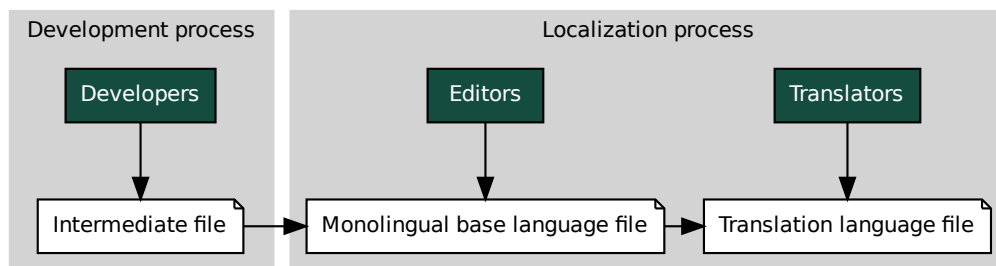 Development process
Localization process
Developers
Editors
Translators
Intermediate file
Monolingual base language file
Translation language file